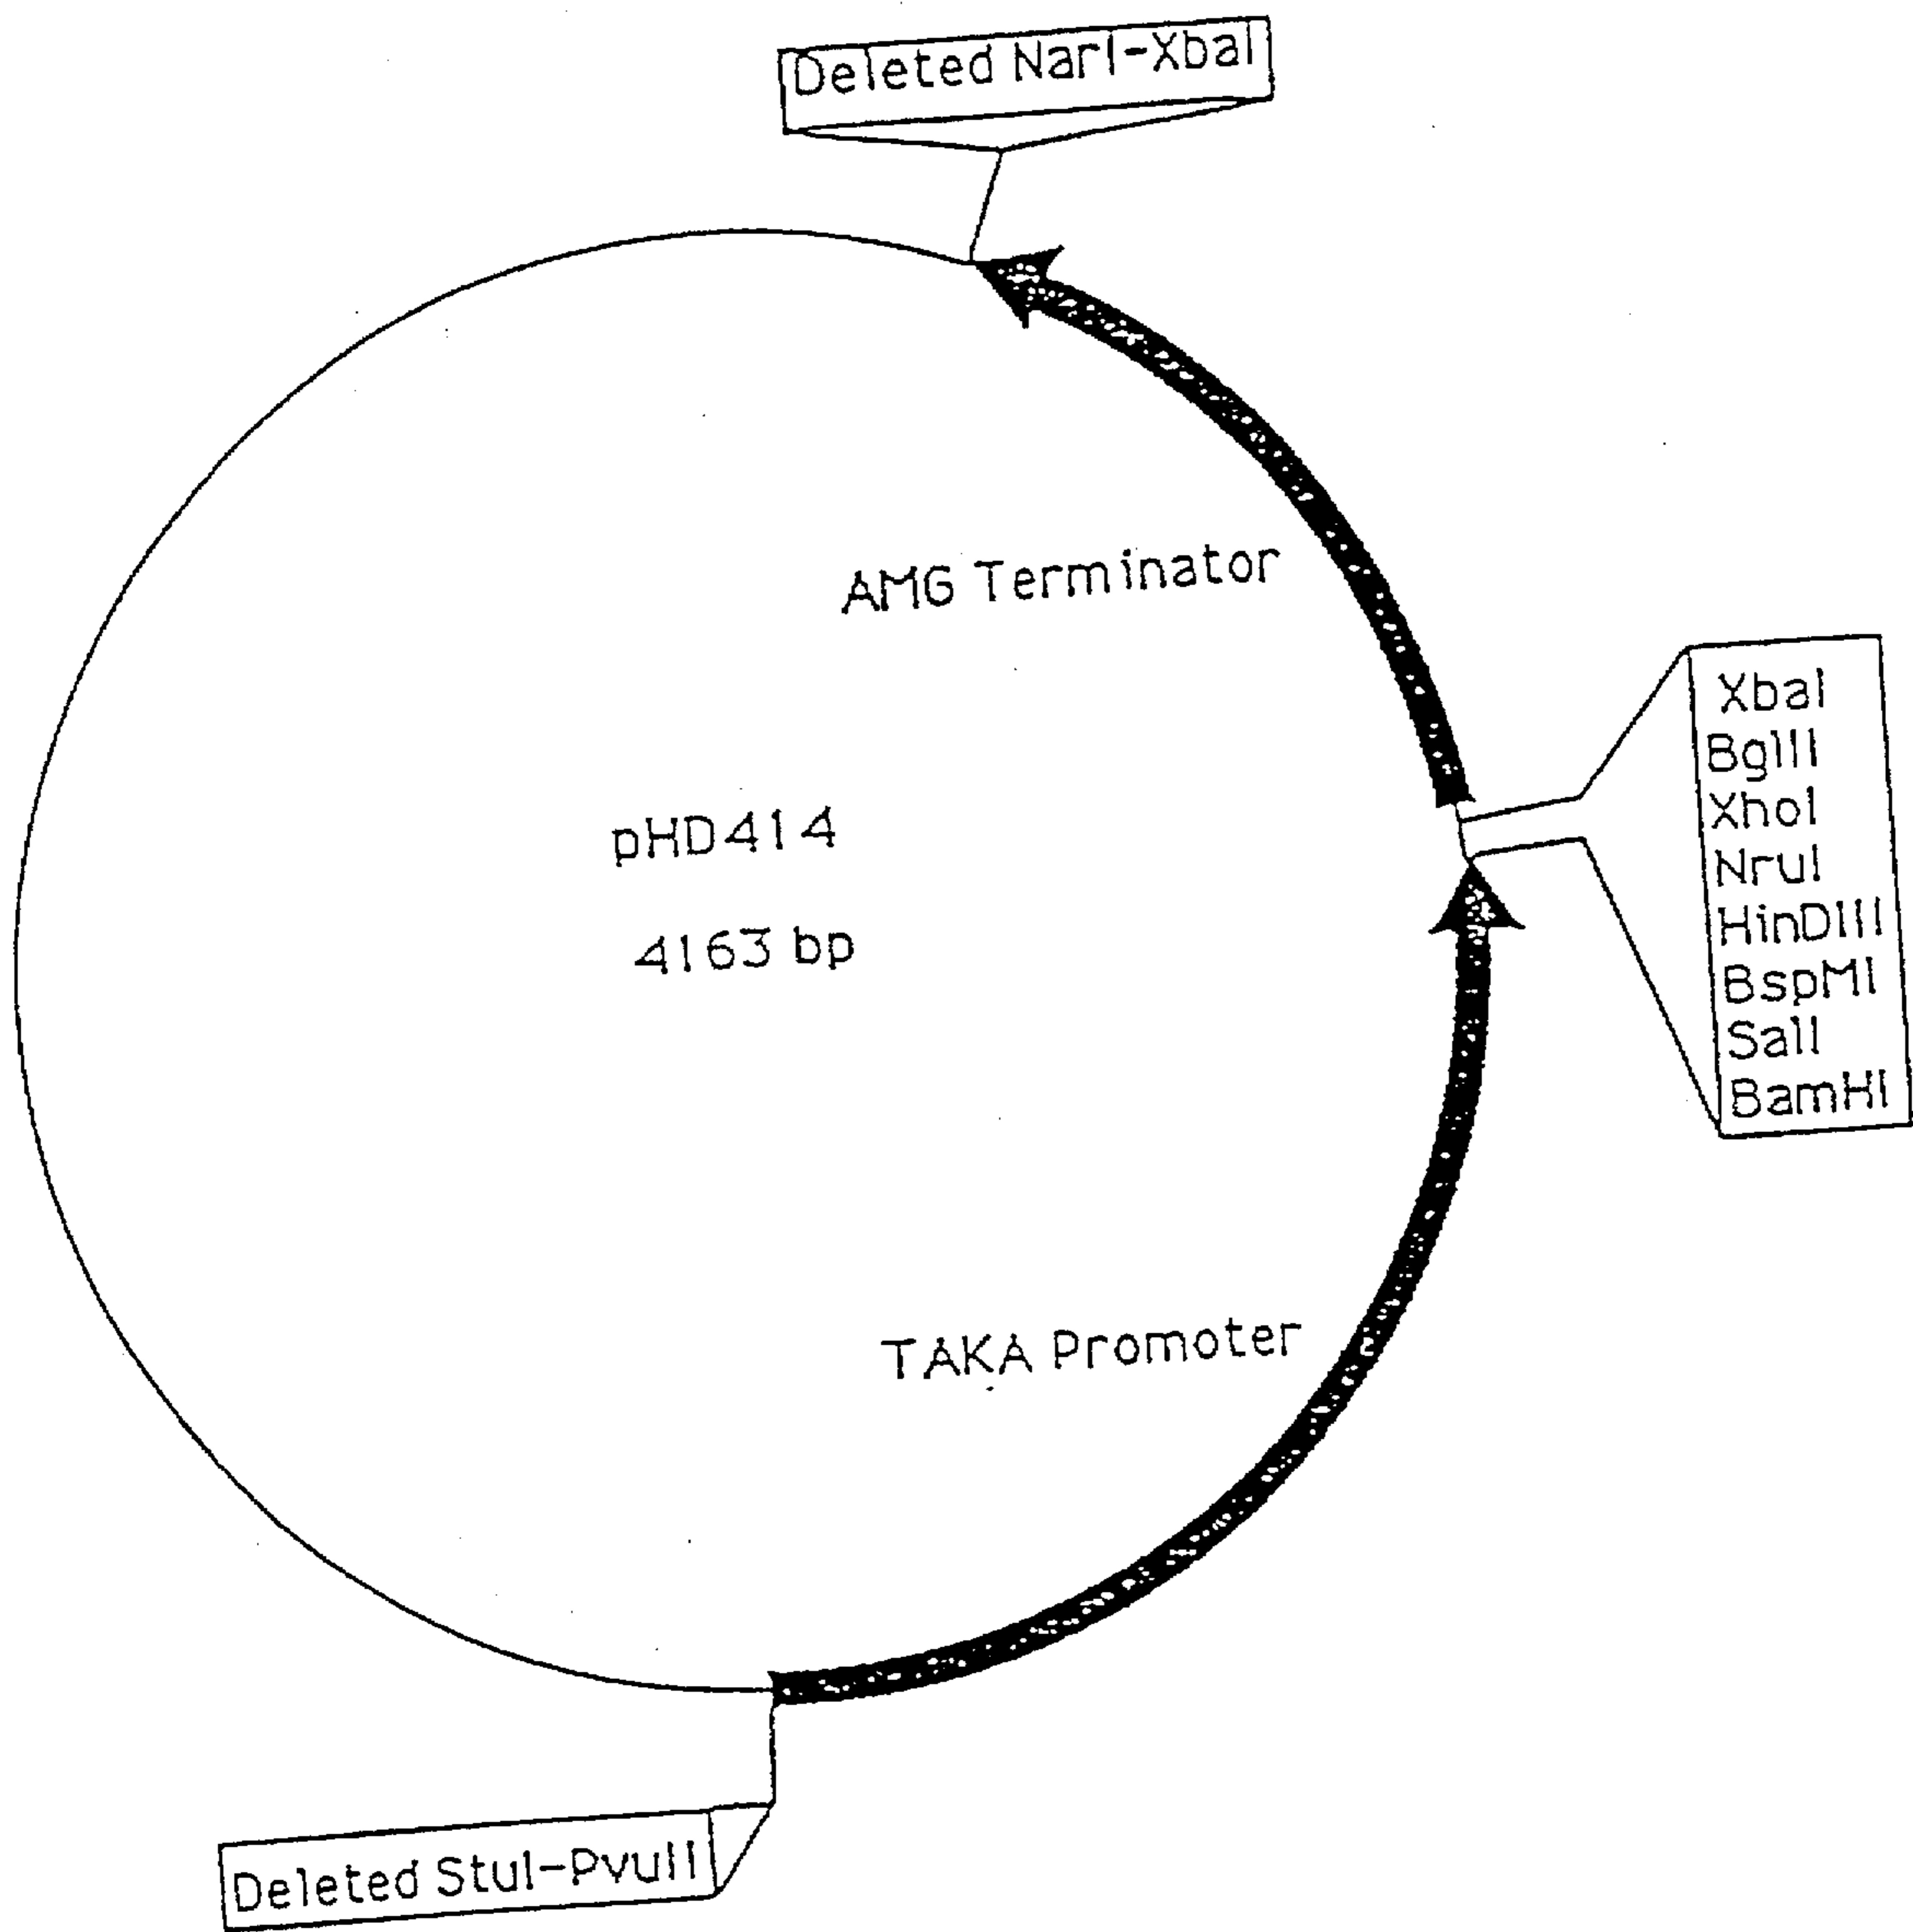 Deleted NarI-XbaI
AMG Terminator
XbaI
BglII
XhoI
NruI
HinDIII
BspMI
SalI
BamHI
pHD414
4163 bp
TAKA Promoter
Deleted StuI-PvuII